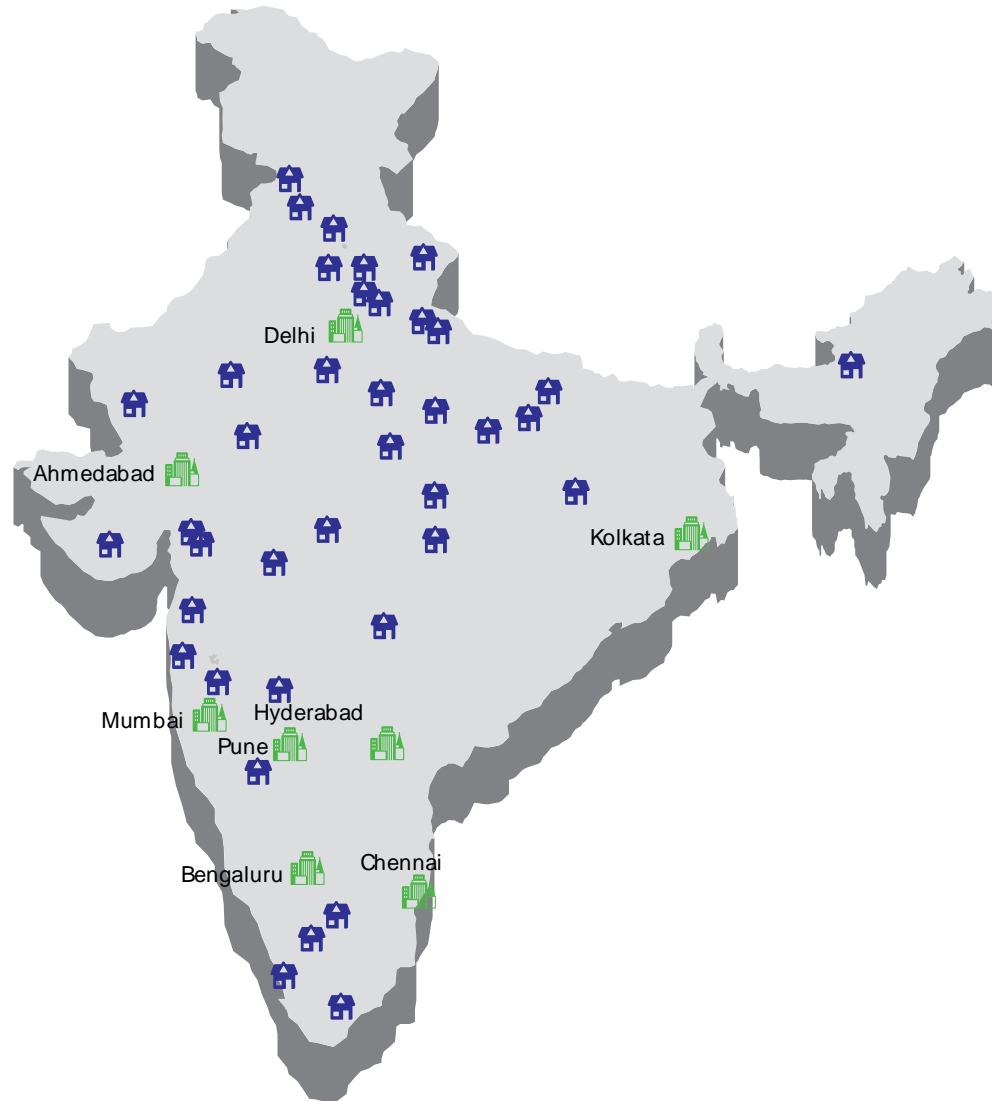 Delhi
Ahmedabad
Kolkata
Mumbai
Hyderabad
Pune
Bengaluru
Chennai